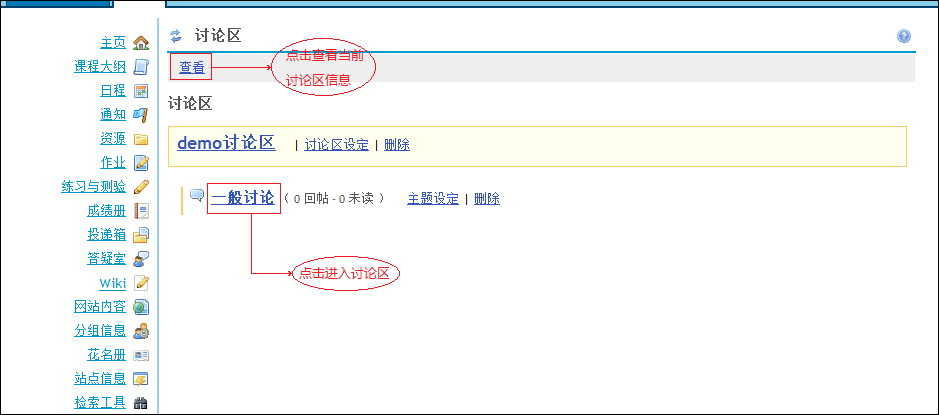 主页
课程大纲
日程
通知
资源
作业
练习与测验
成绩册
投递箱
答疑室
Wiki
网站内容
分组信息
花名册
站点信息
检索工具
讨论区
查看
点击查看当前
讨论区信息
讨论区
demo讨论区 | 讨论区设定 | 删除
一般讨论 ( 0 回帖 - 0 未读 ) 主题设定 | 删除
点击进入讨论区